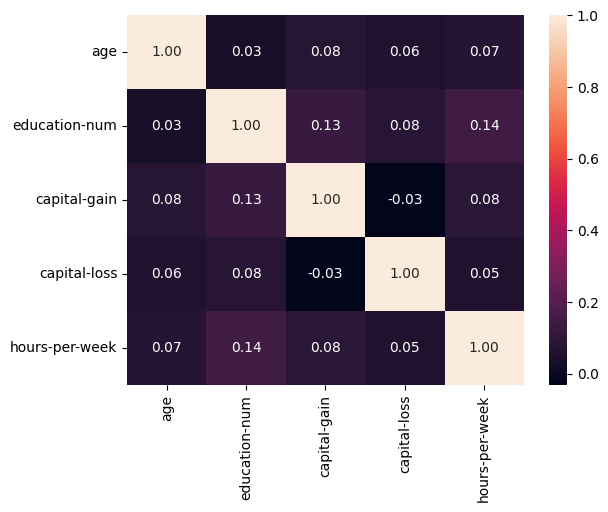 1.0
age 1.00 0.03 0.08 0.06 0.07
0.8
education-num 0.03 1.00 0.13 0.08 0.14
0.6
capital-gain 0.08 0.13 1.00 -0.03 0.08
0.4
capital-loss 0.06 0.08 -0.03 1.00 0.05
0.2
hours-per-week 0.07 0.14 0.08 0.05 1.00
0.0
age
education-num
capital-gain
capital-loss
hours-per-week